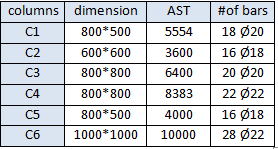 columns dimension AST #of bars
C1 800*500 5554 18 Ø20
C2 600*600 3600 16 Ø18
C3 800*800 6400 20 Ø20
C4 800*800 8383 22 Ø22
C5 800*500 4000 16 Ø18
C6 1000*1000 10000 28 Ø22